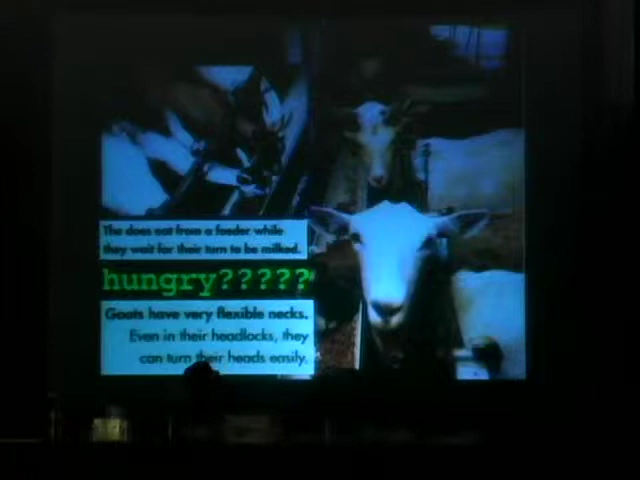 The does eat from a feeder while
they wait for their turn to be milked.
hungry?????
Goats have very flexible necks.
Even in their headlocks, they
can turn their heads easily.